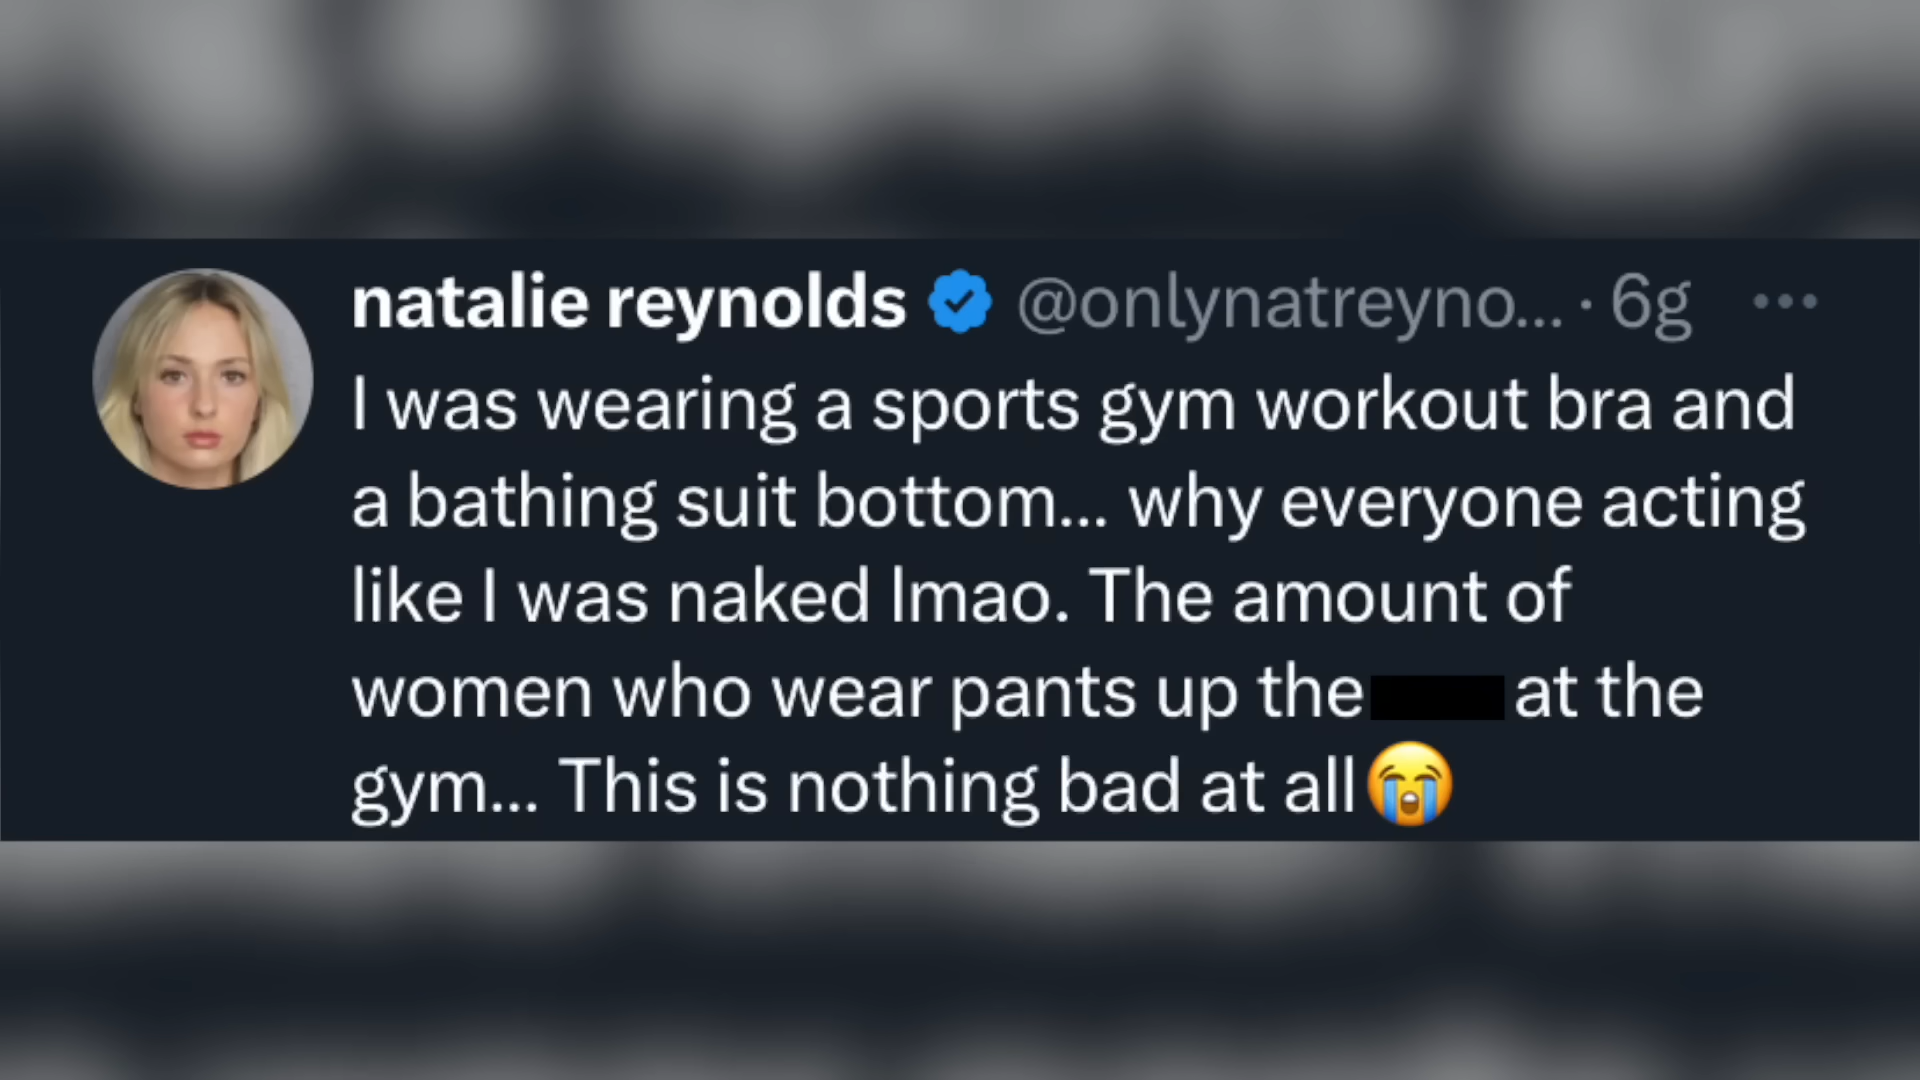 natalie reynolds @onlynatreyno... · 6g
I was wearing a sports gym workout bra and
a bathing suit bottom... why everyone acting
like I was naked lmao. The amount of
women who wear pants up the at the
gym... This is nothing bad at all😭